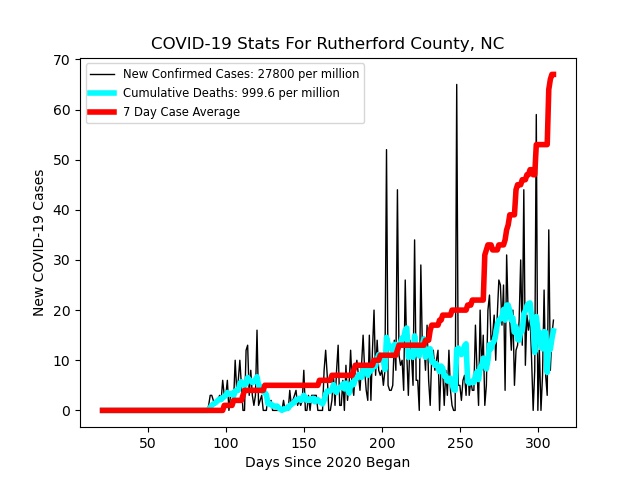 COVID-19 Stats For Rutherford County, NC
New Confirmed Cases: 27800 per million
Cumulative Deaths: 999.6 per million
7 Day Case Average
70
60
50
40
30
20
10
0
New COVID-19 Cases
50
100
150
200
250
300
Days Since 2020 Began